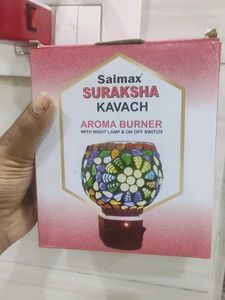 Saimax®
SURAKSHA
KAVACH
AROMA BURNER
WITH NIGHT LAMP & ON OFF SWITCH